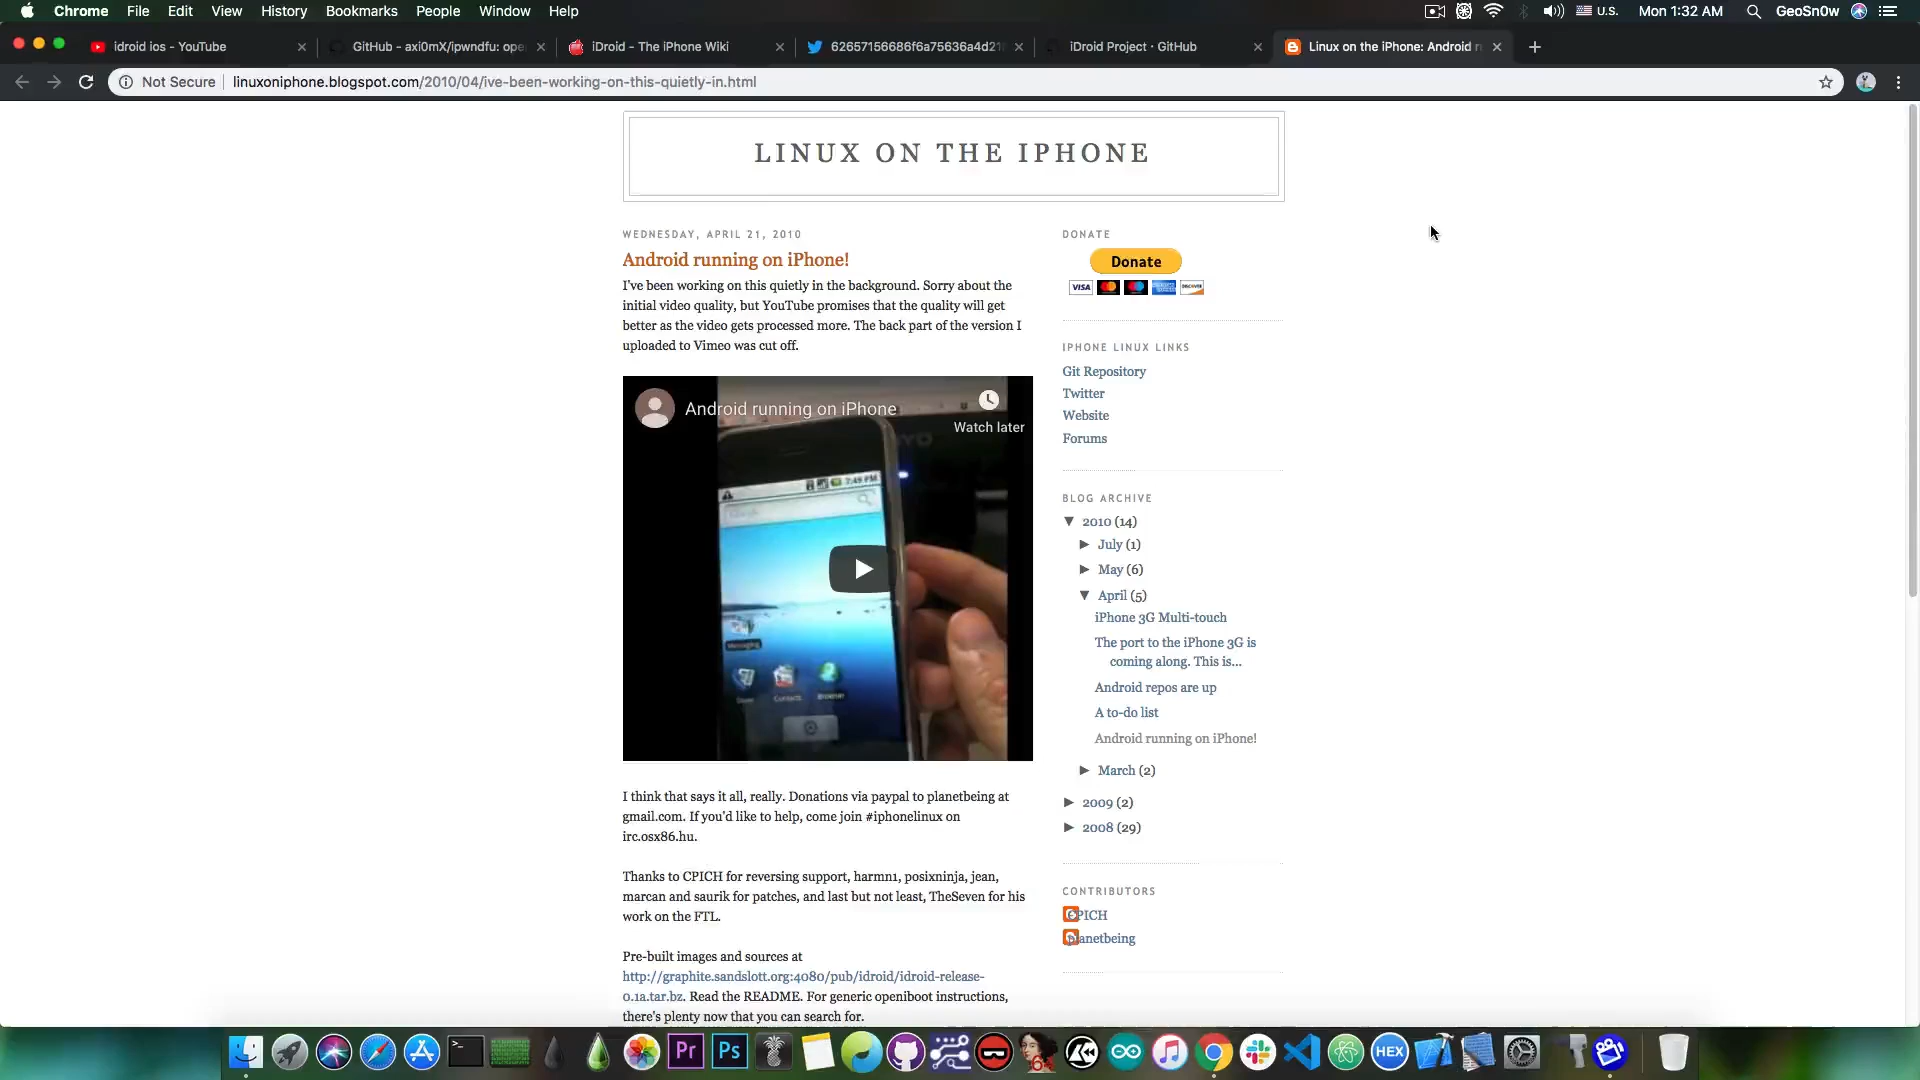 Chrome File Edit View History Bookmarks People Window Help
U.S. Mon 1:32 AM GeoSn0w
idroid ios - YouTube
GitHub - axi0mX/ipwndfu: ope
iDroid - The iPhone Wiki
62657156686f6a75636a4d21
iDroid Project · GitHub
Linux on the iPhone: Android r
Not Secure linuxoniphone.blogspot.com/2010/04/ive-been-working-on-this-quietly-in.html
LINUX ON THE IPHONE
WEDNESDAY, APRIL 21, 2010
Android running on iPhone!
I've been working on this quietly in the background. Sorry about the
initial video quality, but YouTube promises that the quality will get
better as the video gets processed more. The back part of the version I
uploaded to Vimeo was cut off.
Android running on iPhone
Watch later
7:49 PM
Messaging
Contacts
Browser
I think that says it all, really. Donations via paypal to planetbeing at
gmail.com. If you'd like to help, come join #iphonelinux on
irc.osx86.hu.
Thanks to CPICH for reversing support, harmn1, posixninja, jean,
marcan and saurik for patches, and last but not least, TheSeven for his
work on the FTL.
Pre-built images and sources at
http://graphite.sandslott.org:4080/pub/idroid/idroid-release-
0.1a.tar.bz. Read the README. For generic openiboot instructions,
there's plenty now that you can search for.
DONATE
Donate
VISA
DISCOVER
IPHONE LINUX LINKS
Git Repository
Twitter
Website
Forums
BLOG ARCHIVE
▼ 2010 (14)
► July (1)
► May (6)
▼ April (5)
iPhone 3G Multi-touch
The port to the iPhone 3G is
coming along. This is...
Android repos are up
A to-do list
Android running on iPhone!
► March (2)
► 2009 (2)
► 2008 (29)
CONTRIBUTORS
CPICH
planetbeing
Pr
Ps
HEX